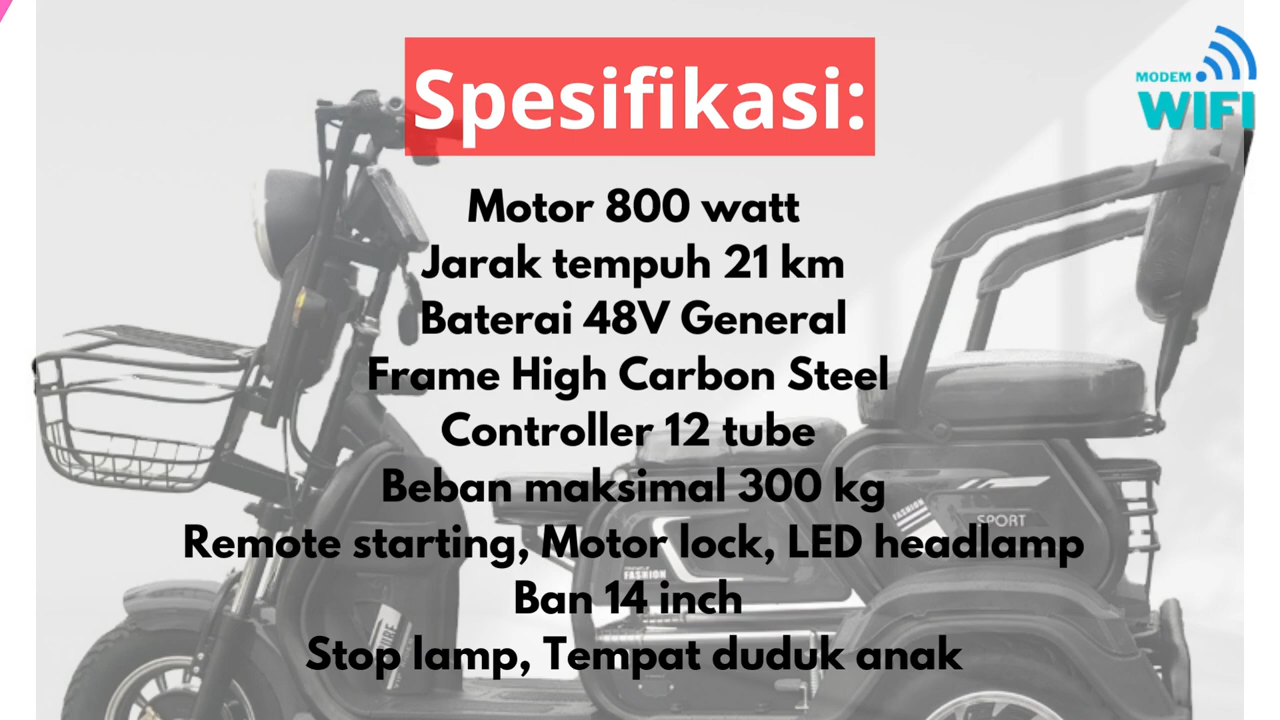 Spesifikasi:
MODEM
WIFI
Motor 800 watt
Jarak tempuh 21 km
Baterai 48V General
Frame High Carbon Steel
Controller 12 tube
Beban maksimal 300 kg
Remote starting, Motor lock, LED headlamp
Ban 14 inch
Stop lamp, Tempat duduk anak
FASHION
SPORT
FASHION